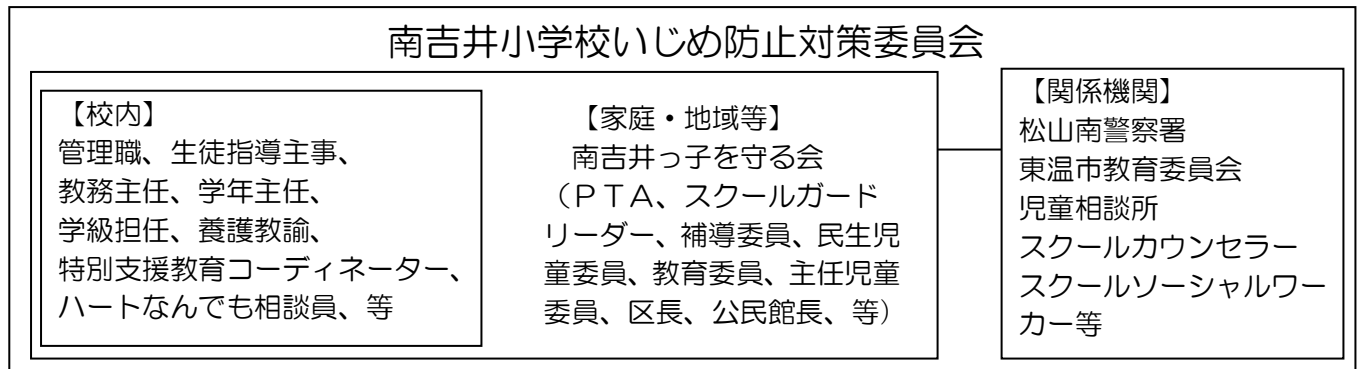 南吉井小学校いじめ防止対策委員会
【校内】
管理職、生徒指導主事、
教務主任、学年主任、
学級担任、養護教諭、
特別支援教育コーディネーター、
ハートなんでも相談員、等
【家庭・地域等】
南吉井っ子を守る会
（ＰＴＡ、スクールガード
リーダー、補導委員、民生児
童委員、教育委員、主任児童
委員、区長、公民館長、等）
【関係機関】
松山南警察署
東温市教育委員会
児童相談所
スクールカウンセラー
スクールソーシャルワー
カー等